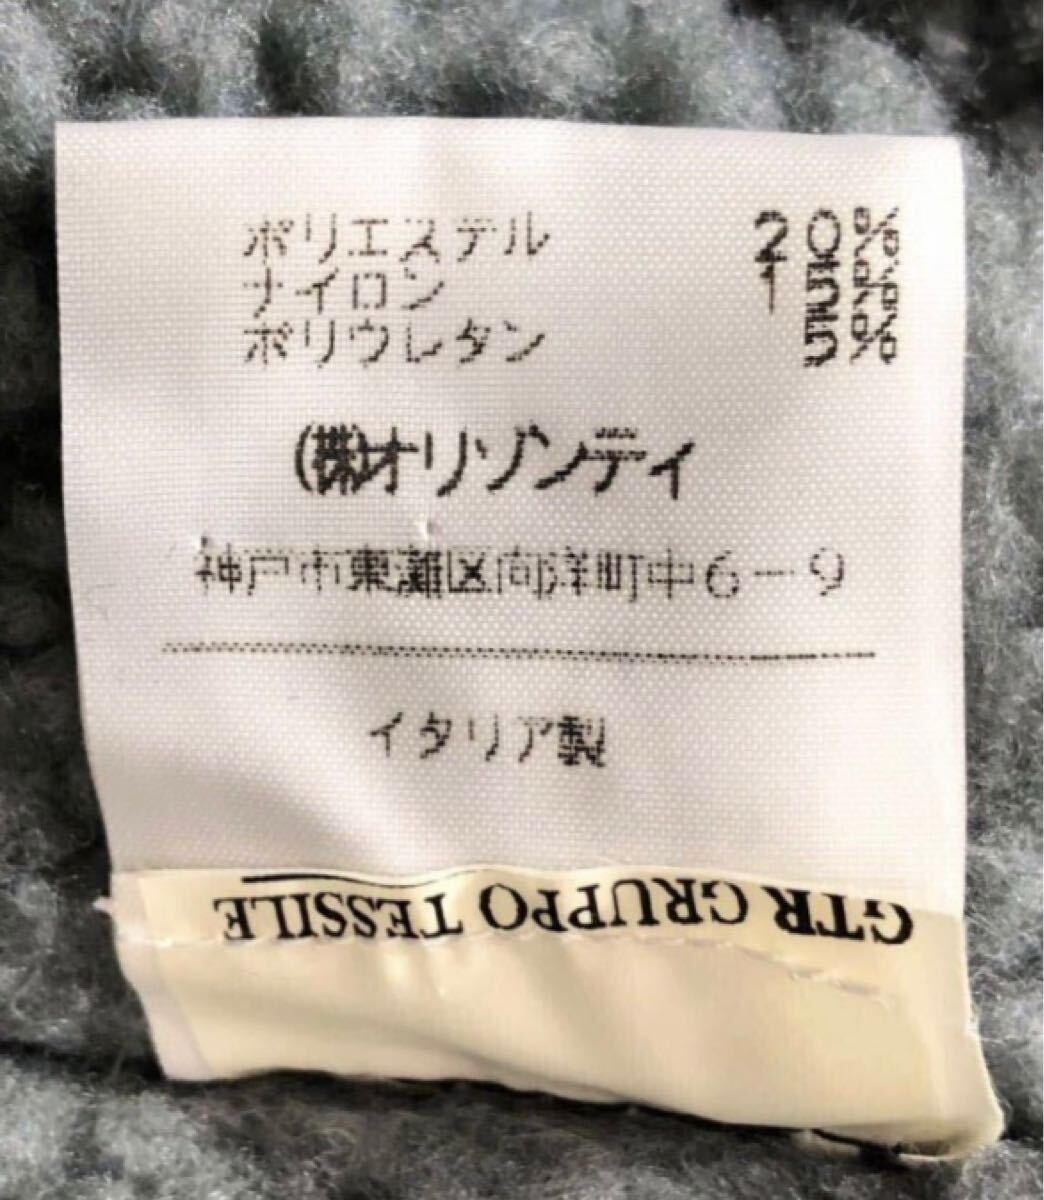 ポリエステル 20%
ナイロン 15%
ポリウレタン 5%
(株)オリゾンティ
神戸市東灘区向洋町中6-9
イタリア製
GTR GRUPPO TESSILE